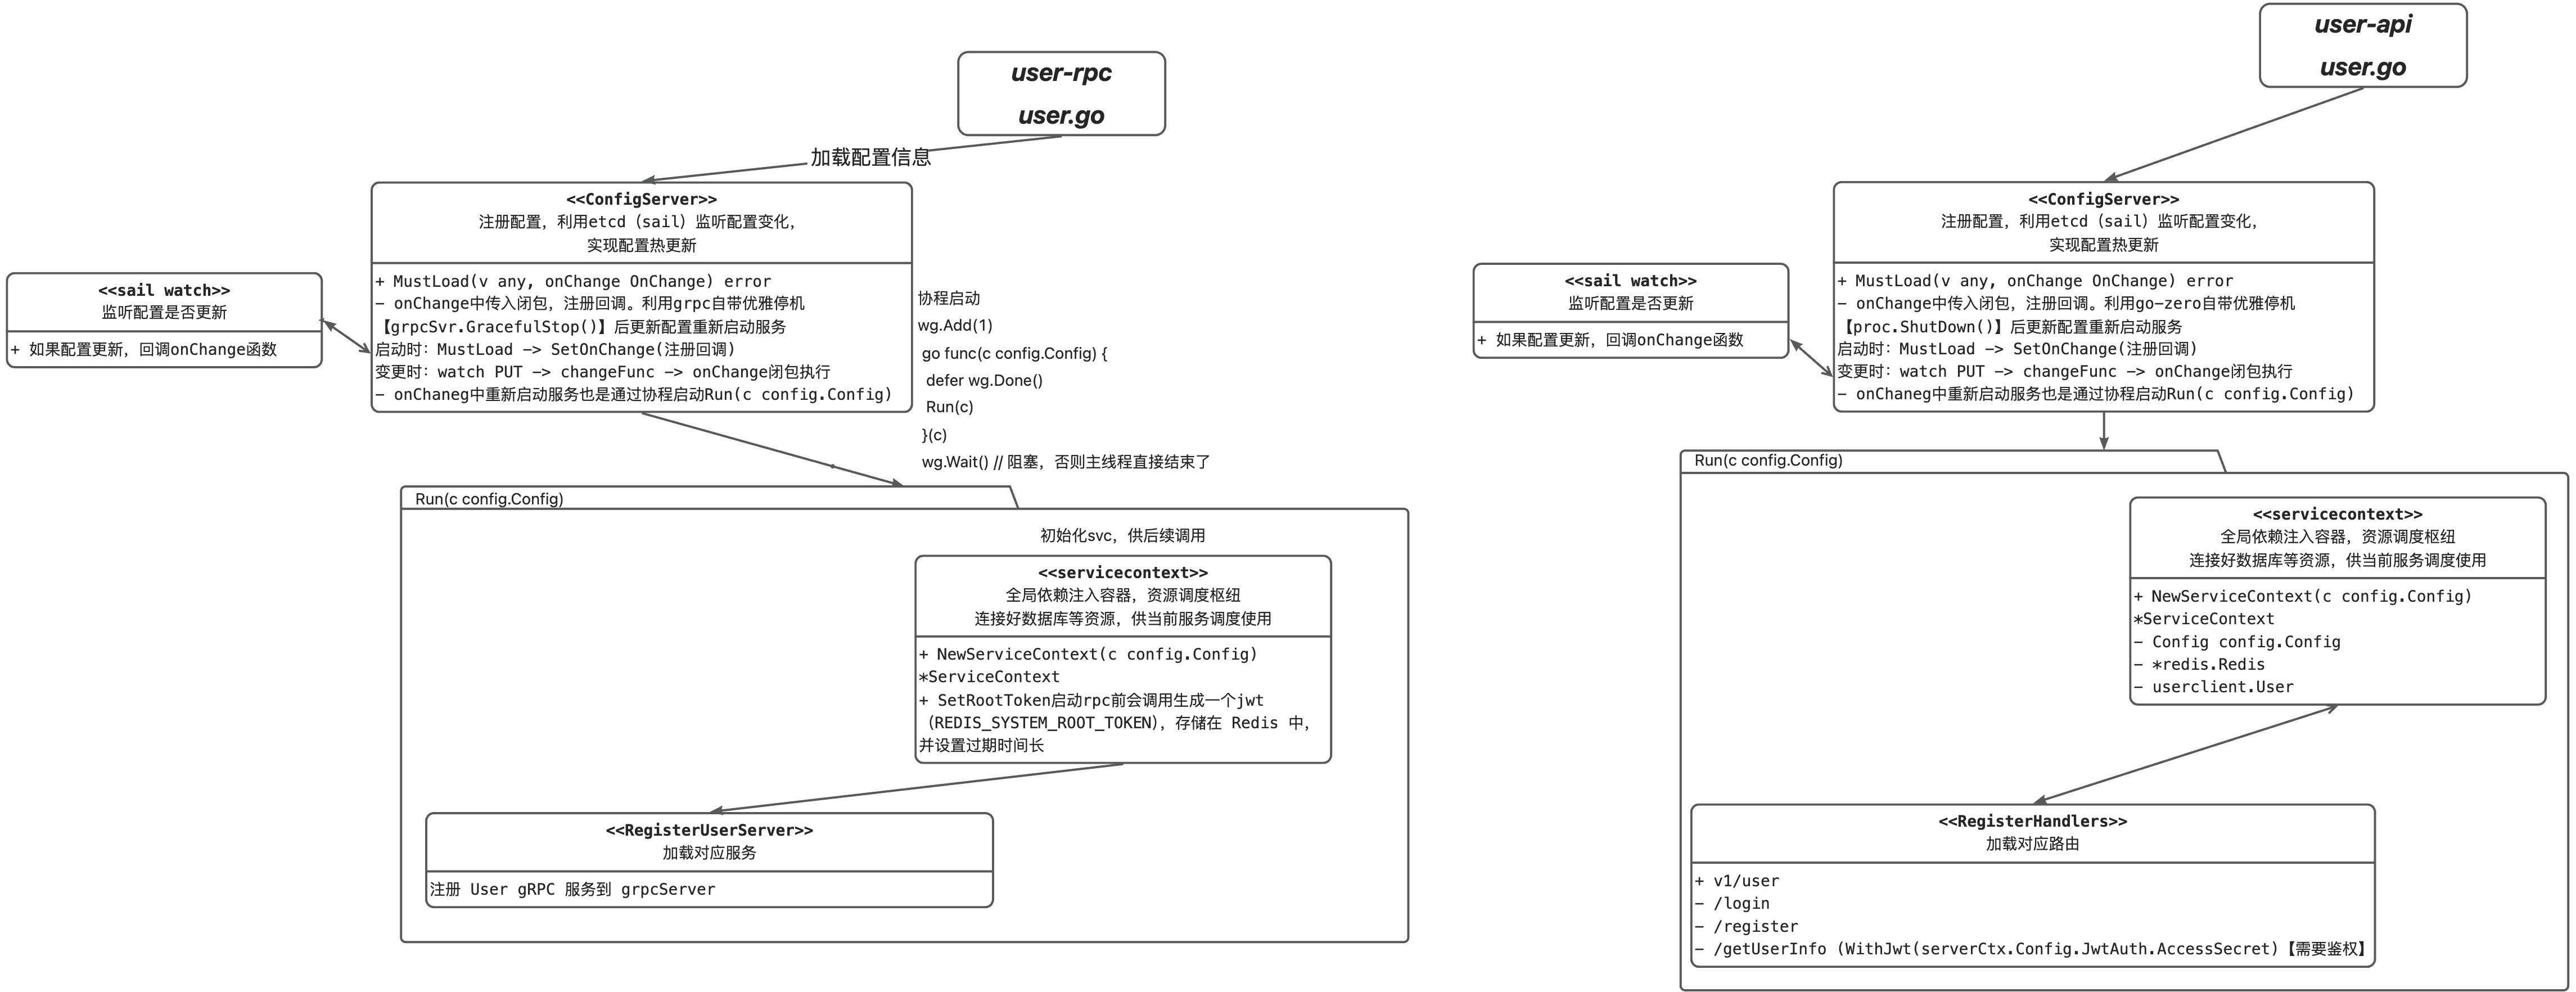 user-rpc
user.go
加载配置信息
<<ConfigServer>>
注册配置，利用etcd（sail）监听配置变化，
实现配置热更新
+ MustLoad(v any, onChange OnChange) error
- onChange中传入闭包，注册回调。利用grpc自带优雅停机
【grpcSvr.GracefulStop()】后更新配置重新启动服务
启动时：MustLoad -> SetOnChange(注册回调)
变更时：watch PUT -> changeFunc -> onChange闭包执行
- onChaneg中重新启动服务也是通过协程启动Run(c config.Config)
<<sail watch>>
监听配置是否更新
+ 如果配置更新，回调onChange函数
协程启动
wg.Add(1)
go func(c config.Config) {
defer wg.Done()
Run(c)
}(c)
wg.Wait() // 阻塞，否则主线程直接结束了
Run(c config.Config)
初始化svc，供后续调用
<<servicecontext>>
全局依赖注入容器，资源调度枢纽
连接好数据库等资源，供当前服务调度使用
+ NewServiceContext(c config.Config)
*ServiceContext
+ SetRootToken启动rpc前会调用生成一个jwt
（REDIS_SYSTEM_ROOT_TOKEN），存储在 Redis 中，
并设置过期时间长
<<RegisterUserServer>>
加载对应服务
注册 User gRPC 服务到 grpcServer
user-api
user.go
<<ConfigServer>>
注册配置，利用etcd（sail）监听配置变化，
实现配置热更新
+ MustLoad(v any, onChange OnChange) error
- onChange中传入闭包，注册回调。利用go-zero自带优雅停机
【proc.ShutDown()】后更新配置重新启动服务
启动时：MustLoad -> SetOnChange(注册回调)
变更时：watch PUT -> changeFunc -> onChange闭包执行
- onChaneg中重新启动服务也是通过协程启动Run(c config.Config)
<<sail watch>>
监听配置是否更新
+ 如果配置更新，回调onChange函数
Run(c config.Config)
<<servicecontext>>
全局依赖注入容器，资源调度枢纽
连接好数据库等资源，供当前服务调度使用
+ NewServiceContext(c config.Config)
*ServiceContext
- Config config.Config
- *redis.Redis
- userclient.User
<<RegisterHandlers>>
加载对应路由
+ v1/user
- /login
- /register
- /getUserInfo (WithJwt(serverCtx.Config.JwtAuth.AccessSecret)【需要鉴权】